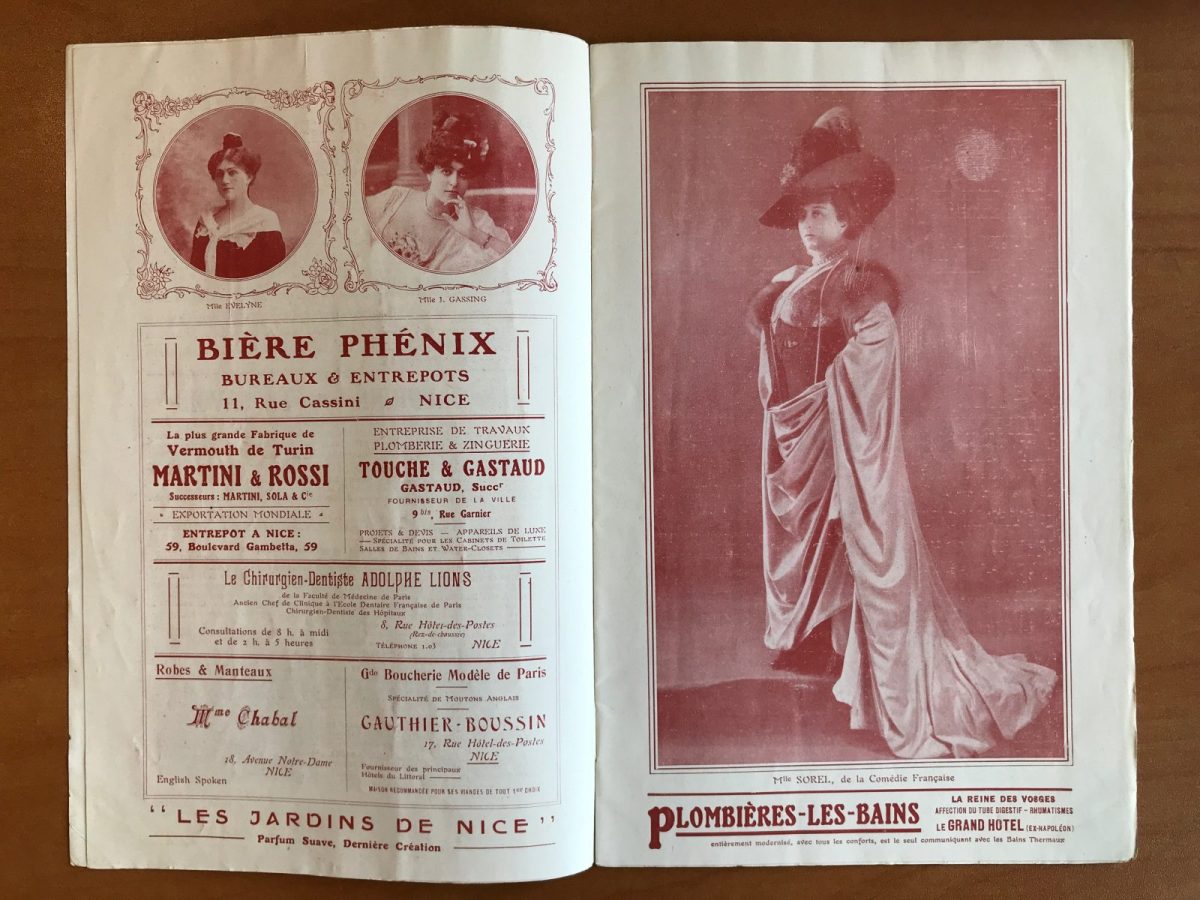 Mlle EVELYNE
Mlle J. GASSING
BIÈRE PHÉNIX
BUREAUX & ENTREPOTS
11, Rue Cassini NICE
La plus grande Fabrique de
Vermouth de Turin
MARTINI & ROSSI
Successeurs : MARTINI, SOLA & Cie
EXPORTATION MONDIALE
ENTREPOT A NICE :
59, Boulevard Gambetta, 59
ENTREPRISE DE TRAVAUX
PLOMBERIE & ZINGUERIE
TOUCHE & GASTAUD
GASTAUD, Succr
FOURNISSEUR DE LA VILLE
9 bis, Rue Garnier
PROJETS & DEVIS — APPAREILS DE LUXE
— SPÉCIALITÉ POUR LES CABINETS DE TOILETTE
SALLES DE BAINS ET WATER-CLOSETS —
Le Chirurgien-Dentiste ADOLPHE LIONS
de la Faculté de Médecine de Paris
Ancien Chef de Clinique à l'Ecole Dentaire Française de Paris
Chirurgien-Dentiste des Hôpitaux
Consultations de 8 h. à midi
et de 2 h. à 5 heures
8, Rue Hôtel-des-Postes
(Rez-de-chaussée)
TÉLÉPHONE 1.03 NICE
Robes & Manteaux
Mme Chabal
18, Avenue Notre-Dame
NICE
English Spoken
Gde Boucherie Modèle de Paris
SPÉCIALITÉ DE MOUTONS ANGLAIS
GAUTHIER-BOUSSIN
17, Rue Hôtel-des-Postes
NICE
Fournisseur des principaux
Hôtels du Littoral
MAISON RECOMMANDÉE POUR SES VIANDES DE TOUT 1er CHOIX
"LES JARDINS DE NICE"
Parfum Suave, Dernière Création
Mlle SOREL, de la Comédie Française
PLOMBIÈRES-LES-BAINS
LA REINE DES VOSGES
AFFECTION DU TUBE DIGESTIF - RHUMATISMES
LE GRAND HÔTEL (EX-NAPOLÉON)
entièrement modernisé, avec tous les conforts, est le seul communiquant avec les Bains Thermaux